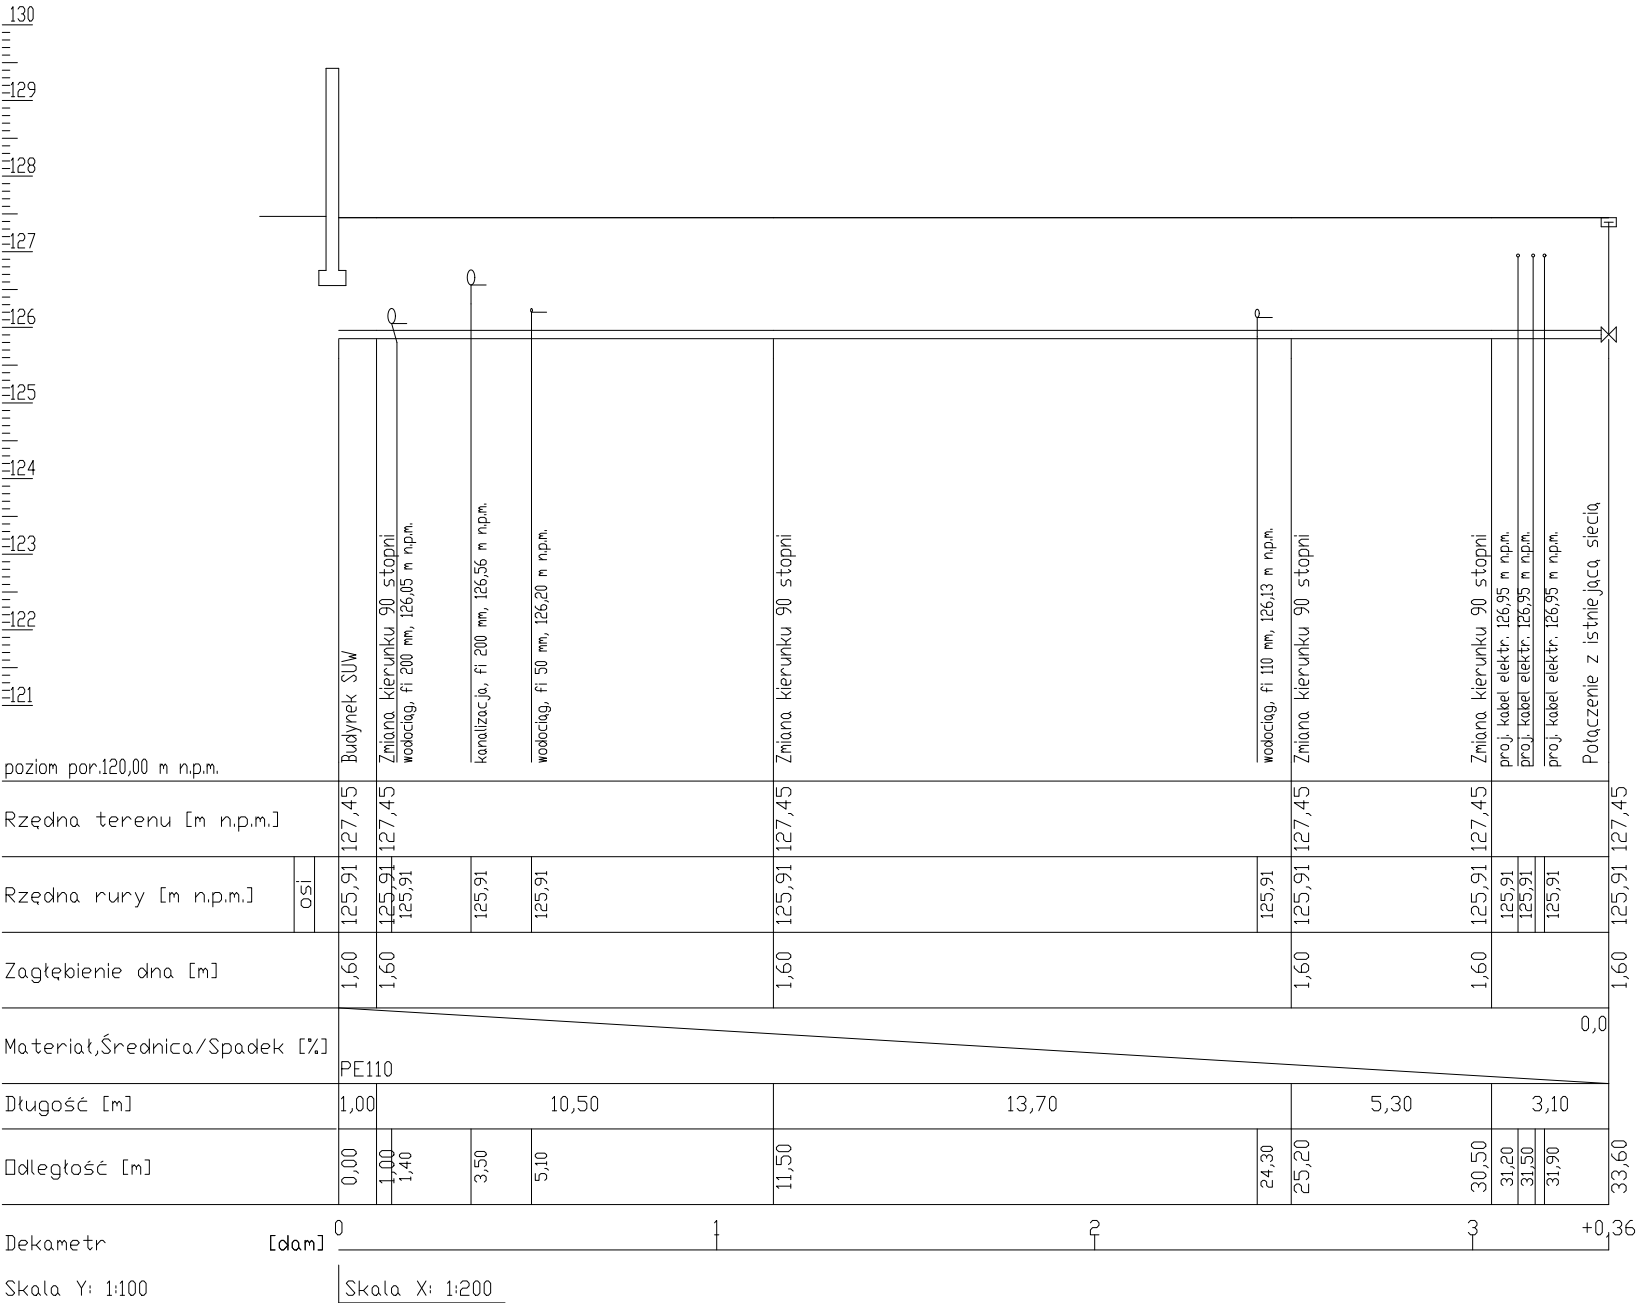 130
129
128
127
126
125
124
123
122
121
poziom por.120,00 m n.p.m.
Budynek SUW
Zmiana kierunku 90 stopni
wodociąg, fi 200 mm, 126,05 m n.p.m.
kanalizacja, fi 200 mm, 126,56 m n.p.m.
wodociąg, fi 50 mm, 126,20 m n.p.m.
Zmiana kierunku 90 stopni
wodociąg, fi 110 mm, 126,13 m n.p.m.
Zmiana kierunku 90 stopni
Zmiana kierunku 90 stopni
proj. kabel elektr. 126,95 m n.p.m.
proj. kabel elektr. 126,95 m n.p.m.
proj. kabel elektr. 126,95 m n.p.m.
Połączenie z istniejącą siecią
Rzędna terenu [m n.p.m.] 127,45 127,45 127,45 127,45 127,45 127,45
Rzędna rury [m n.p.m.] osi 125,91 125,91 125,91 125,91 125,91 125,91 125,91 125,91 125,91 125,91 125,91 125,91 125,91
Zagłębienie dna [m] 1,60 1,60 1,60 1,60 1,60 1,60
Materiał,Średnica/Spadek [%] PE110 0,0
Długość [m] 1,00 10,50 13,70 5,30 3,10
Odległość [m] 0,00 1,00 1,40 3,50 5,10 11,50 24,30 25,20 30,50 31,20 31,50 31,90 33,60
Dekametr [dam] 0 1 2 3 +0,36
Skala Y: 1:100 Skala X: 1:200